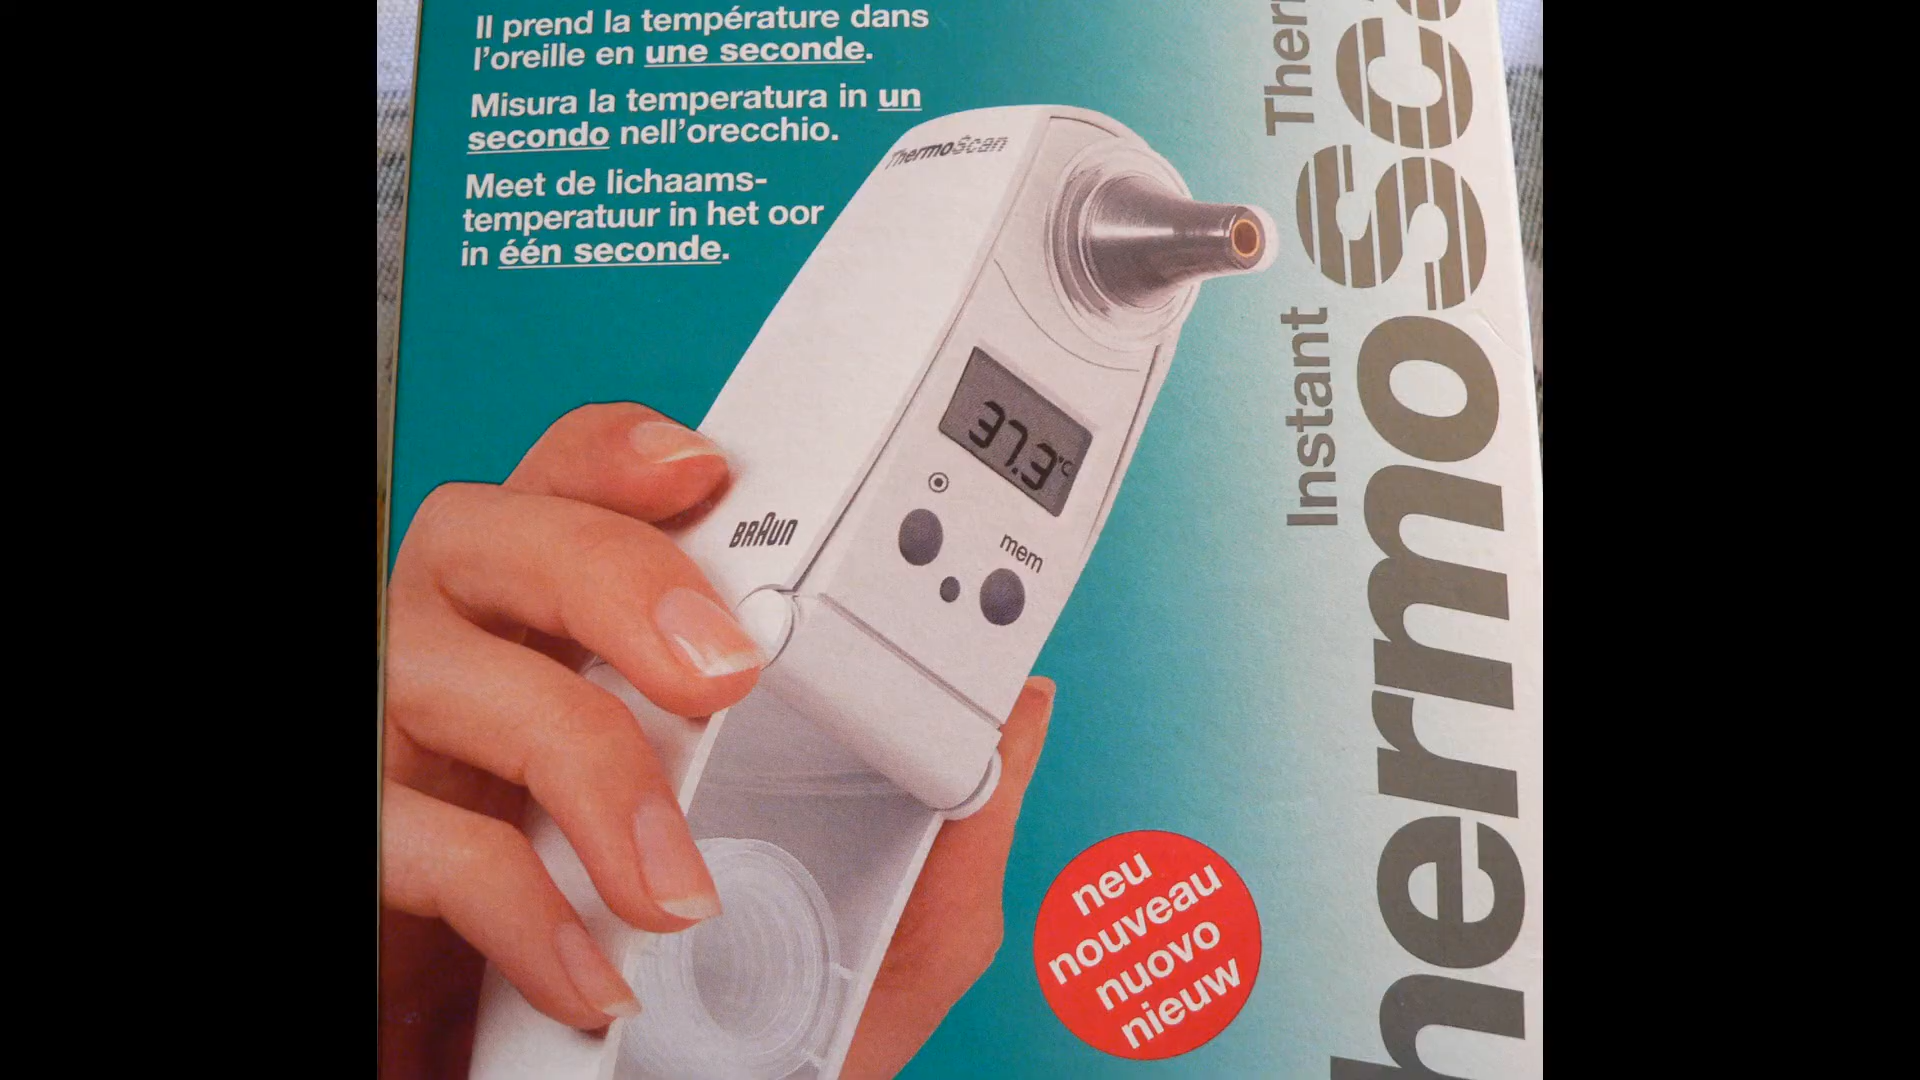 Il prend la température dans
l'oreille en une seconde.
Misura la temperatura in un
secondo nell'orecchio.
Meet de lichaams-
temperatuur in het oor
in één seconde.
ThermoScan
37.3°C
mem
BRAUN
Instant
neu
nouveau
nuovo
nieuw